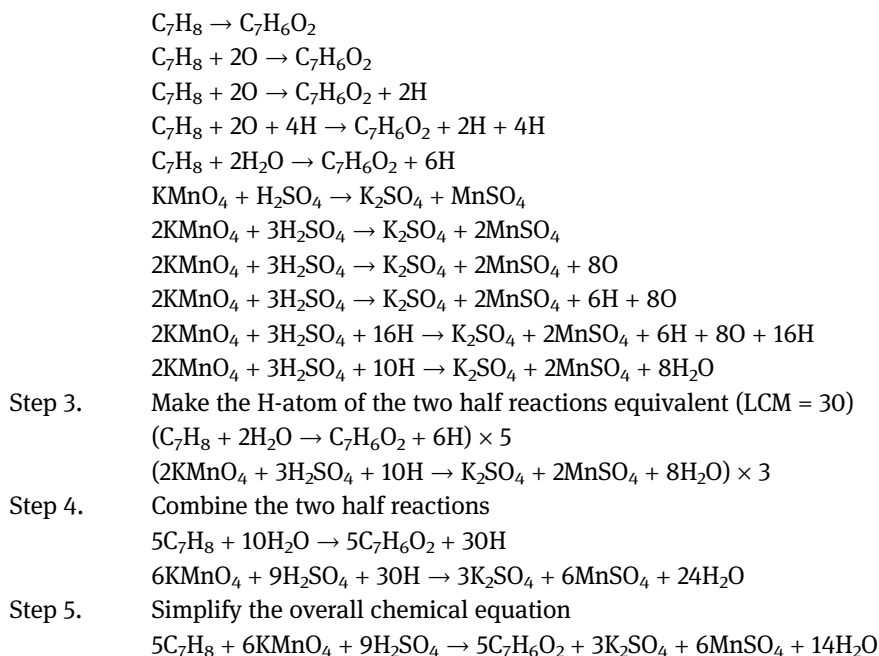 C₇H₈ → C₇H₆O₂
C₇H₈ + 2O → C₇H₆O₂
C₇H₈ + 2O → C₇H₆O₂ + 2H
C₇H₈ + 2O + 4H → C₇H₆O₂ + 2H + 4H
C₇H₈ + 2H₂O → C₇H₆O₂ + 6H
KMnO₄ + H₂SO₄ → K₂SO₄ + MnSO₄
2KMnO₄ + 3H₂SO₄ → K₂SO₄ + 2MnSO₄
2KMnO₄ + 3H₂SO₄ → K₂SO₄ + 2MnSO₄ + 8O
2KMnO₄ + 3H₂SO₄ → K₂SO₄ + 2MnSO₄ + 6H + 8O
2KMnO₄ + 3H₂SO₄ + 16H → K₂SO₄ + 2MnSO₄ + 6H + 8O + 16H
2KMnO₄ + 3H₂SO₄ + 10H → K₂SO₄ + 2MnSO₄ + 8H₂O
Step 3. Make the H-atom of the two half reactions equivalent (LCM = 30)
(C₇H₈ + 2H₂O → C₇H₆O₂ + 6H) × 5
(2KMnO₄ + 3H₂SO₄ + 10H → K₂SO₄ + 2MnSO₄ + 8H₂O) × 3
Step 4. Combine the two half reactions
5C₇H₈ + 10H₂O → 5C₇H₆O₂ + 30H
6KMnO₄ + 9H₂SO₄ + 30H → 3K₂SO₄ + 6MnSO₄ + 24H₂O
Step 5. Simplify the overall chemical equation
5C₇H₈ + 6KMnO₄ + 9H₂SO₄ → 5C₇H₆O₂ + 3K₂SO₄ + 6MnSO₄ + 14H₂O